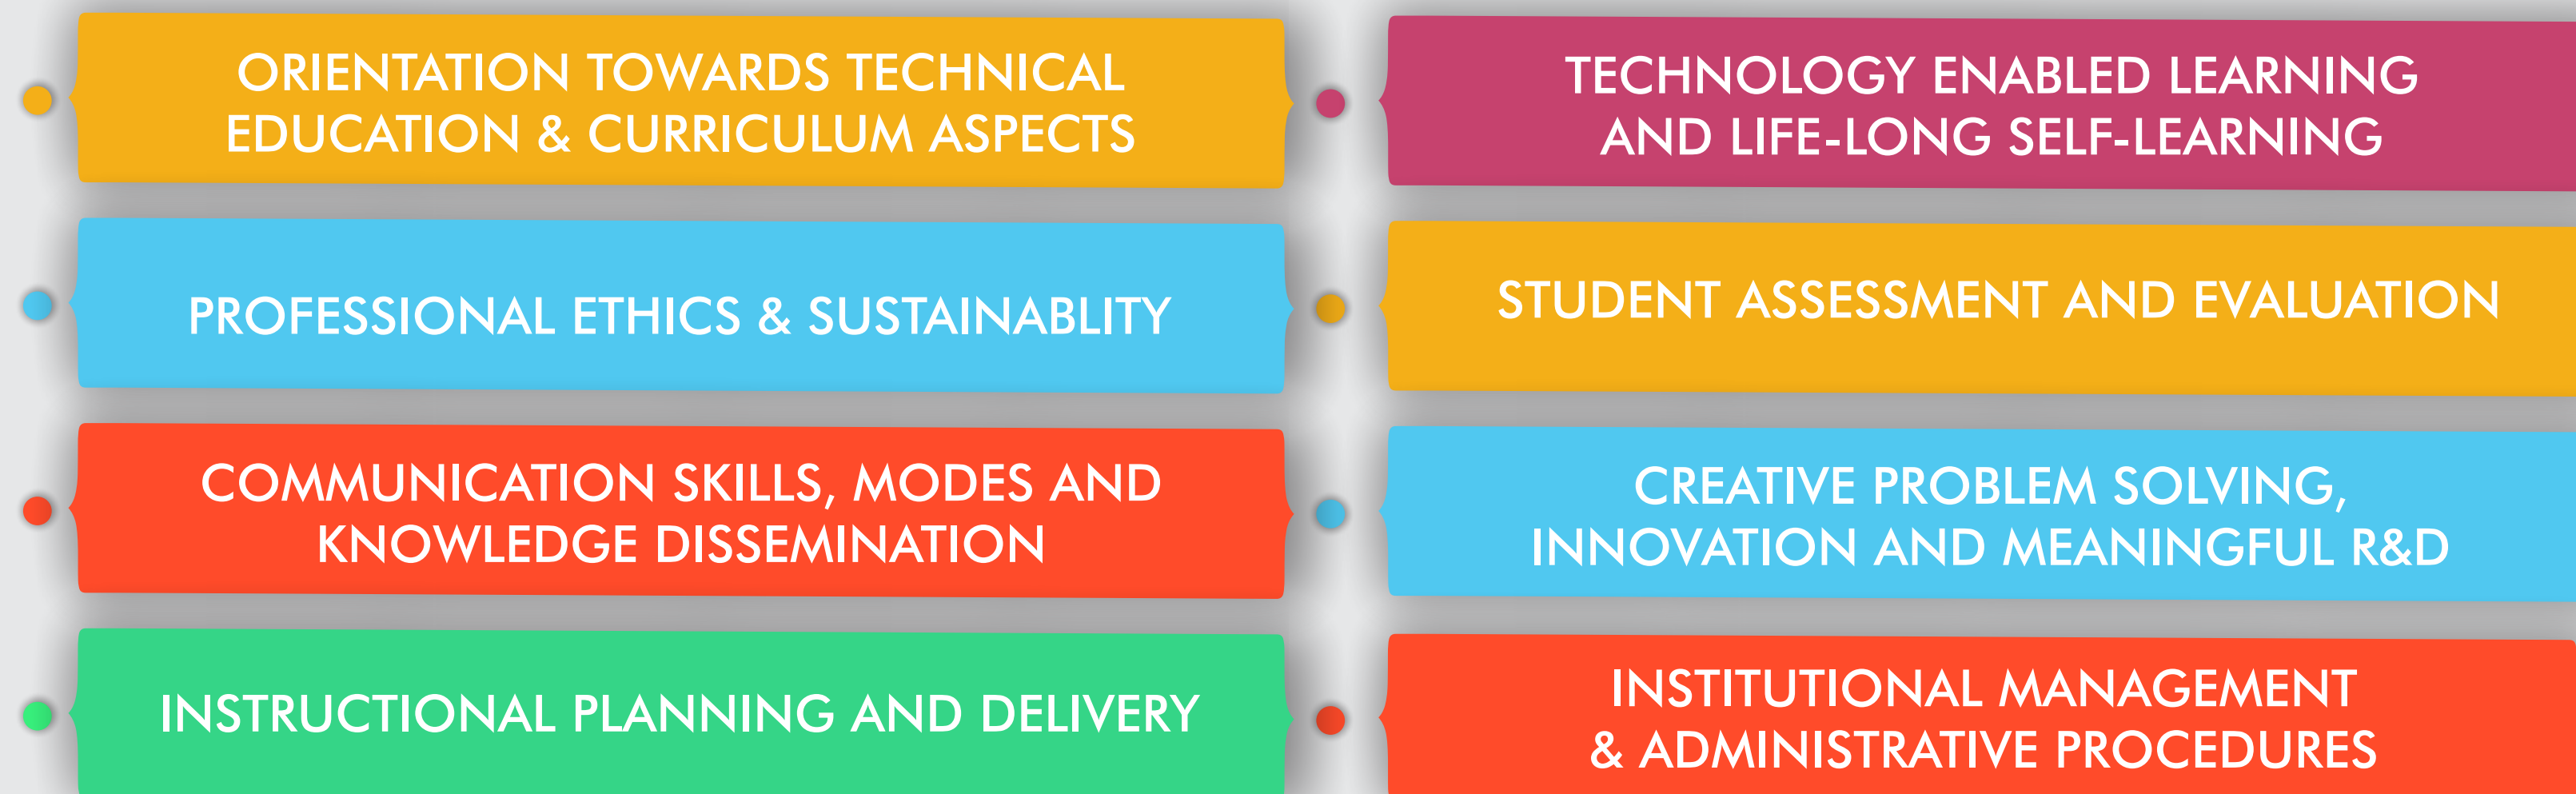 ORIENTATION TOWARDS TECHNICAL
EDUCATION & CURRICULUM ASPECTS
PROFESSIONAL ETHICS & SUSTAINABLITY
COMMUNICATION SKILLS, MODES AND
KNOWLEDGE DISSEMINATION
INSTRUCTIONAL PLANNING AND DELIVERY
TECHNOLOGY ENABLED LEARNING
AND LIFE-LONG SELF-LEARNING
STUDENT ASSESSMENT AND EVALUATION
CREATIVE PROBLEM SOLVING,
INNOVATION AND MEANINGFUL R&D
INSTITUTIONAL MANAGEMENT
& ADMINISTRATIVE PROCEDURES